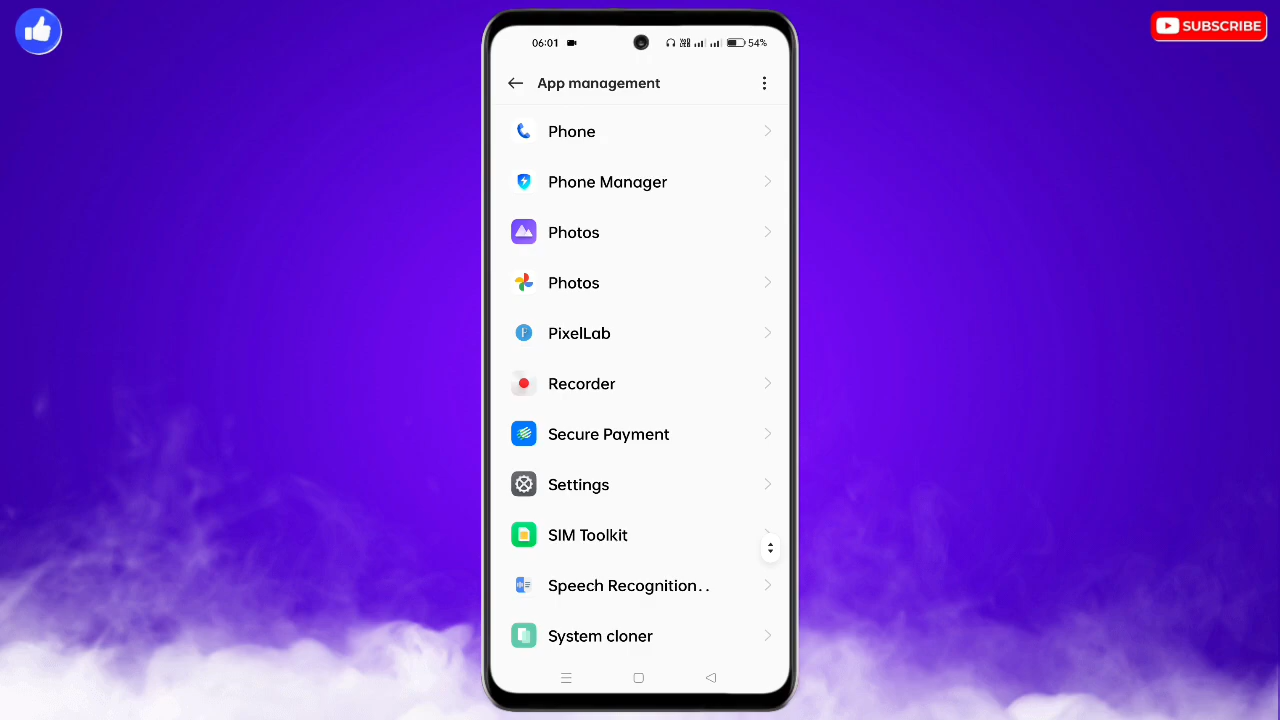 SUBSCRIBE
06:01
54%
App management
Phone
Phone Manager
Photos
Photos
PixelLab
Recorder
Secure Payment
Settings
SIM Toolkit
Speech Recognition..
System cloner